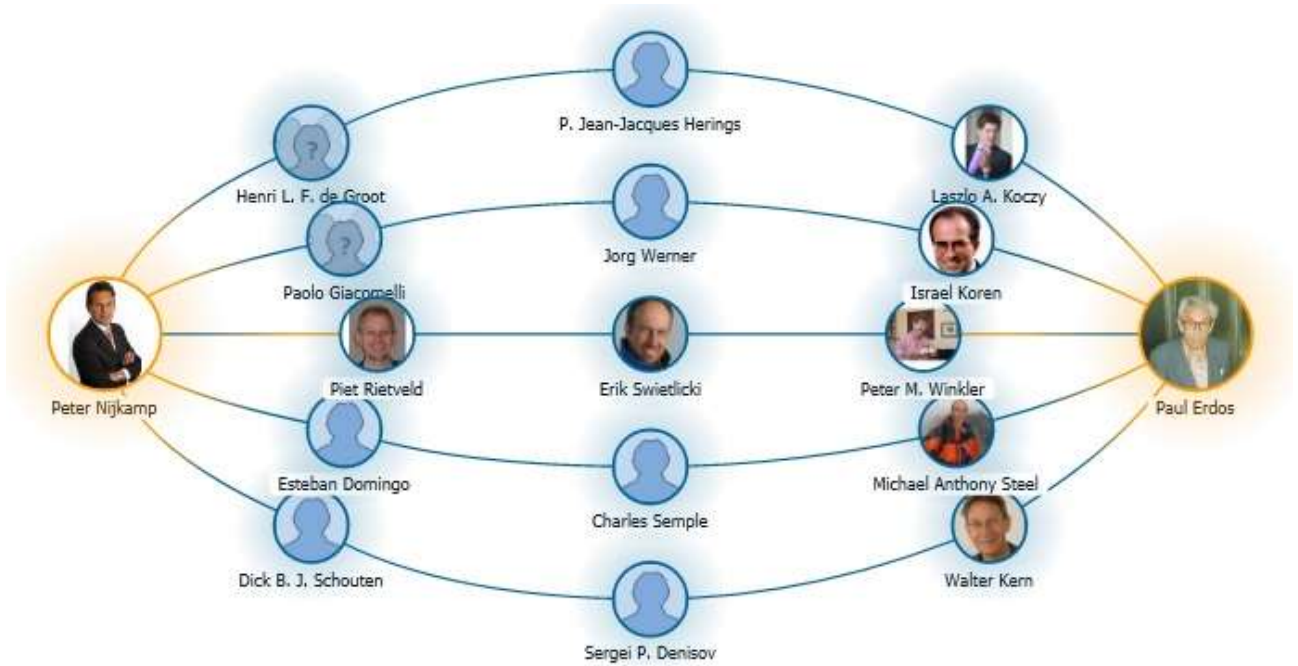 P. Jean-Jacques Herings
Henri L. F. de Groot
Laszlo A. Koczy
?
Jorg Werner
Paolo Giacomelli
Israel Koren
?
Peter Nijkamp
Piet Rietveld
Erik Swietlicki
Peter M. Winkler
Paul Erdos
Esteban Domingo
Michael Anthony Steel
Charles Semple
Dick B. J. Schouten
Walter Kern
Sergei P. Denisov